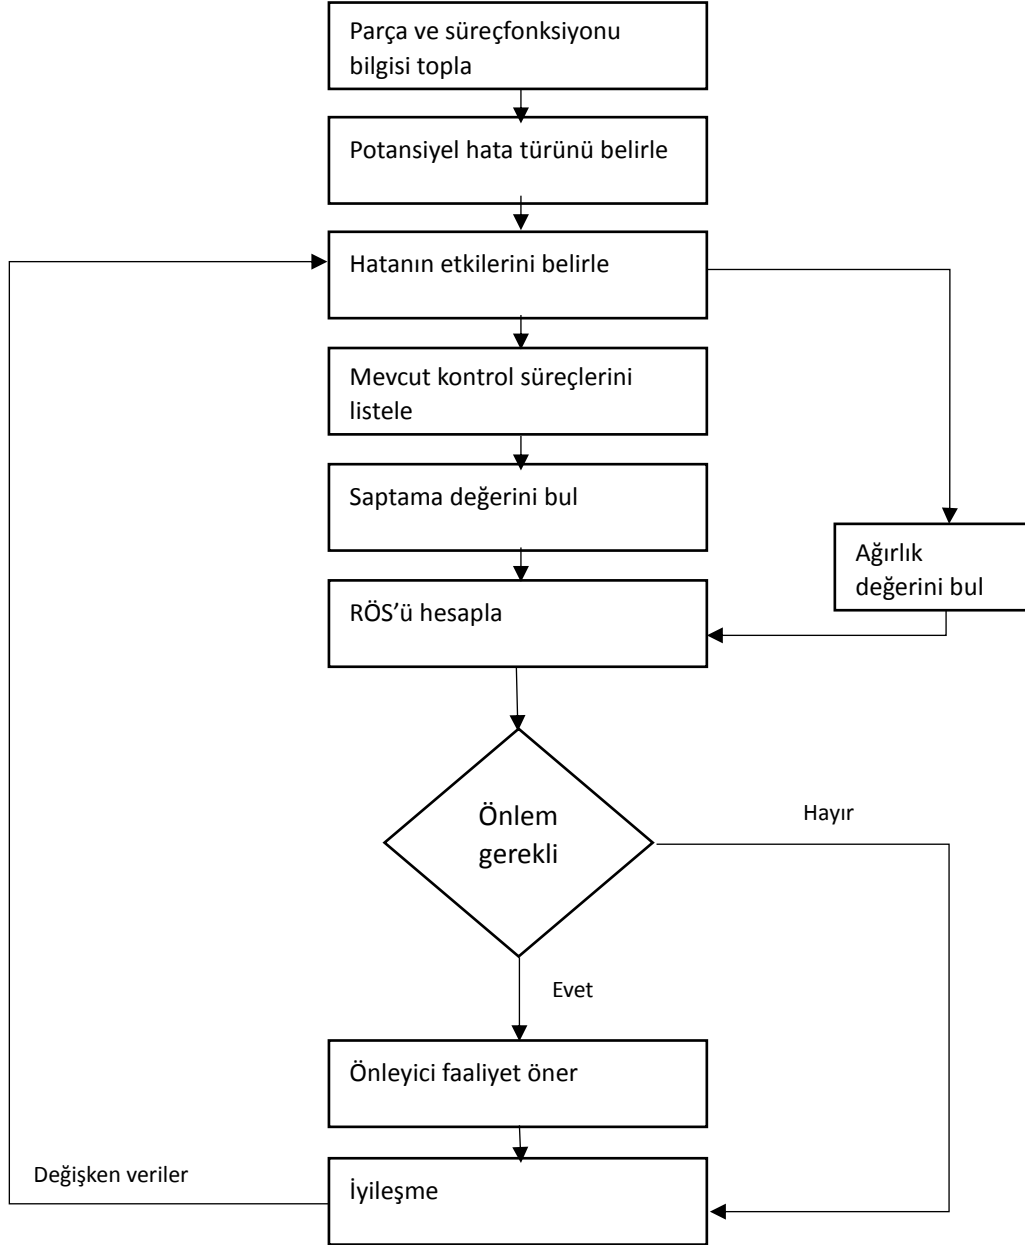 Parça ve süreçfonksiyonu
bilgisi topla
Potansiyel hata türünü belirle
Hatanın etkilerini belirle
Mevcut kontrol süreçlerini
listele
Saptama değerini bul
Ağırlık
değerini bul
RÖS’ü hesapla
Önlem
gerekli
Hayır
Evet
Önleyici faaliyet öner
Değişken veriler
İyileşme